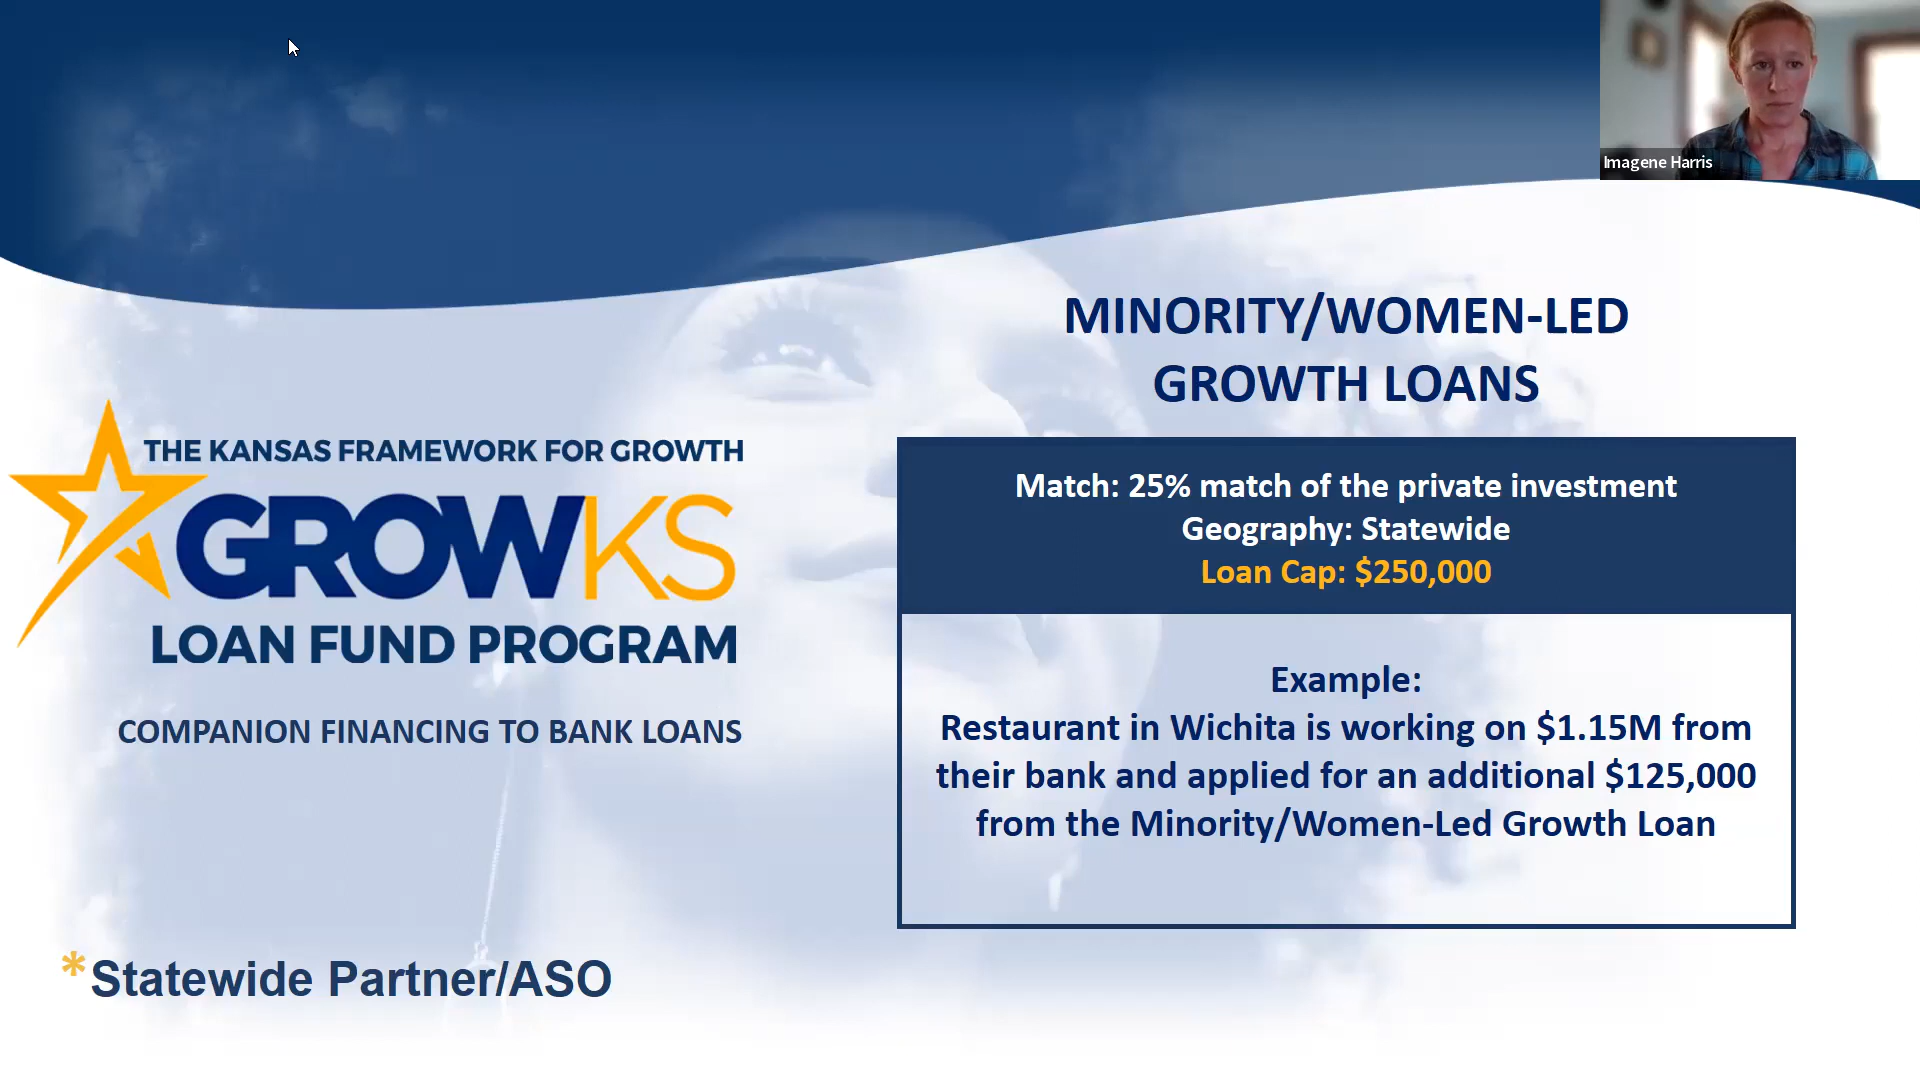 Imagene Harris
MINORITY/WOMEN-LED
GROWTH LOANS
THE KANSAS FRAMEWORK FOR GROWTH
GROWKS
LOAN FUND PROGRAM
COMPANION FINANCING TO BANK LOANS
Match: 25% match of the private investment
Geography: Statewide
Loan Cap: $250,000
Example:
Restaurant in Wichita is working on $1.15M from
their bank and applied for an additional $125,000
from the Minority/Women-Led Growth Loan
*Statewide Partner/ASO